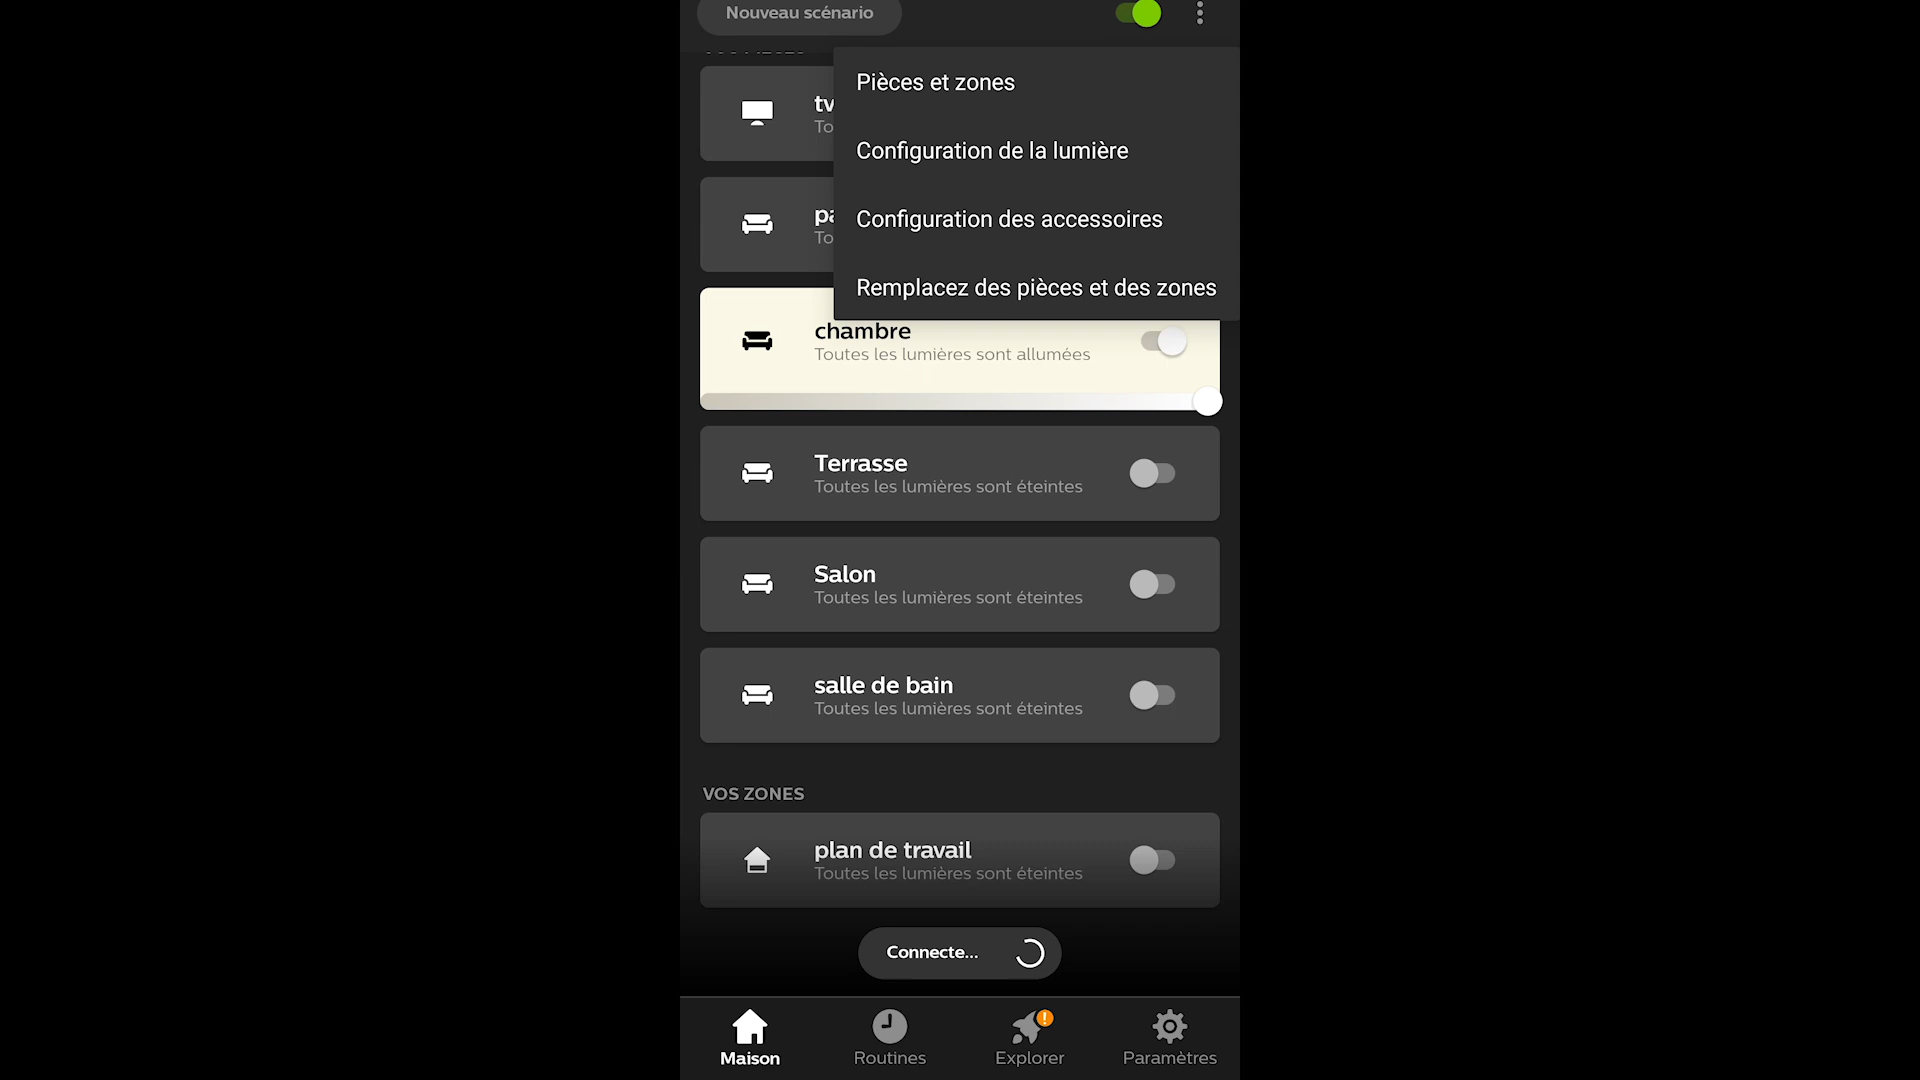 Nouveau scénario
Pièces et zones
tv
To
Configuration de la lumière
pa
To
Configuration des accessoires
Remplacez des pièces et des zones
chambre
Toutes les lumières sont allumées
Terrasse
Toutes les lumières sont éteintes
Salon
Toutes les lumières sont éteintes
salle de bain
Toutes les lumières sont éteintes
VOS ZONES
plan de travail
Toutes les lumières sont éteintes
Connecte...
Maison
Routines
Explorer
Paramètres